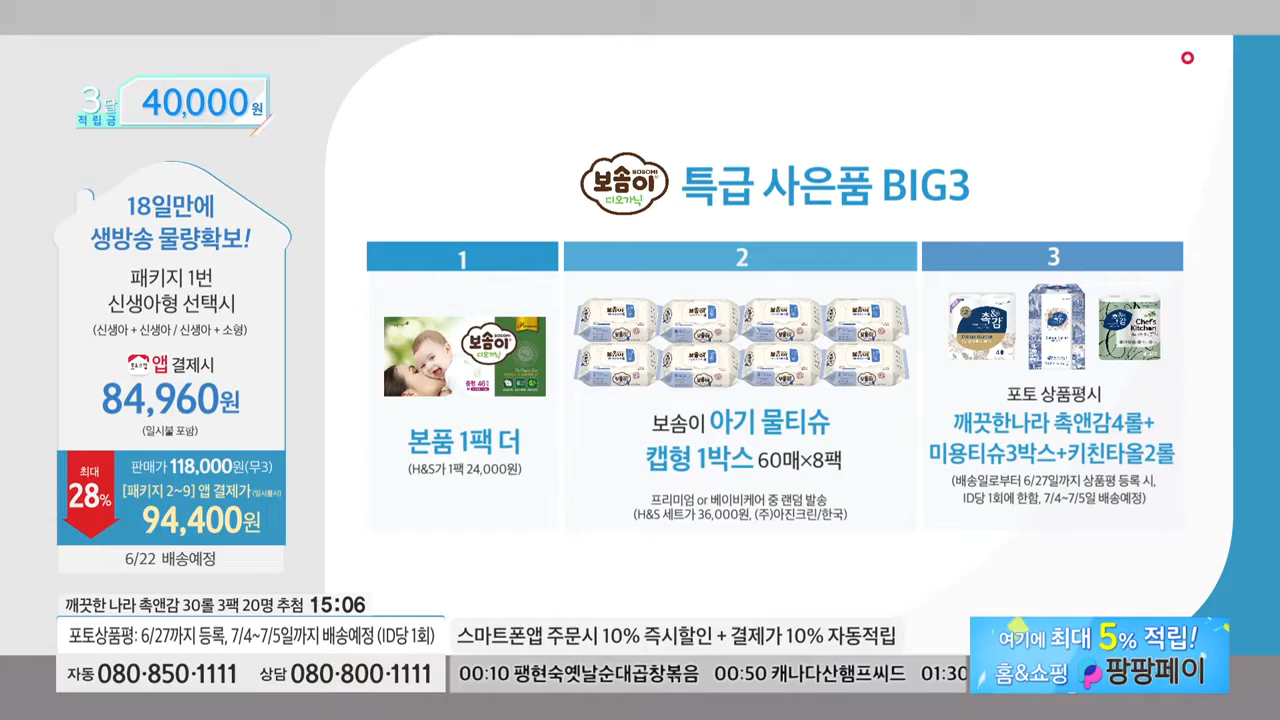 3달
적립금
40,000원
18일만에
생방송 물량확보!
패키지 1번
신생아형 선택시
(신생아 + 신생아 / 신생아 + 소형)
앱 결제시
84,960원
(일시불 포함)
최대
28%
판매가 118,000원(무3)
[패키지 2~9] 앱 결제가 (일시불시)
94,400원
6/22 배송예정
BOSOMI
보솜이
디오가닉
특급 사은품 BIG3
1
보솜이
디오가닉
본품 1팩 더
(H&S가 1팩 24,000원)
2
보솜이 아기 물티슈
캡형 1박스 60매×8팩
프리미엄 or 베이비케어 중 랜덤 발송
(H&S 세트가 36,000원, (주)아진크린/한국)
3
촉감
Chef's
Kitchen
포토 상품평시
깨끗한나라 촉앤감4롤+
미용티슈3박스+키친타올2롤
(배송일로부터 6/27일까지 상품평 등록 시,
ID당 1회에 한함, 7/4~7/5일 배송예정)
깨끗한 나라 촉앤감 30롤 3팩 20명 추첨 15:06
포토상품평: 6/27까지 등록, 7/4~7/5일까지 배송예정 (ID당 1회)
스마트폰앱 주문시 10% 즉시할인 + 결제가 10% 자동적립
자동 080·850·1111 상담 080·800·1111
00:10 팽현숙옛날순대곱창볶음 00:50 캐나다산햄프씨드 01:30
여기에 최대 5% 적립!
홈&쇼핑 팡팡페이